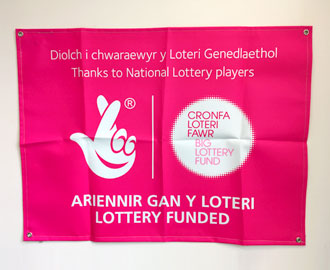 Diolch i chwaraewyr y Loteri Genedlaethol
Thanks to National Lottery players
®
CRONFA
LOTERI
FAWR
BIG
LOTTERY
FUND
ARIENNIR GAN Y LOTERI
LOTTERY FUNDED